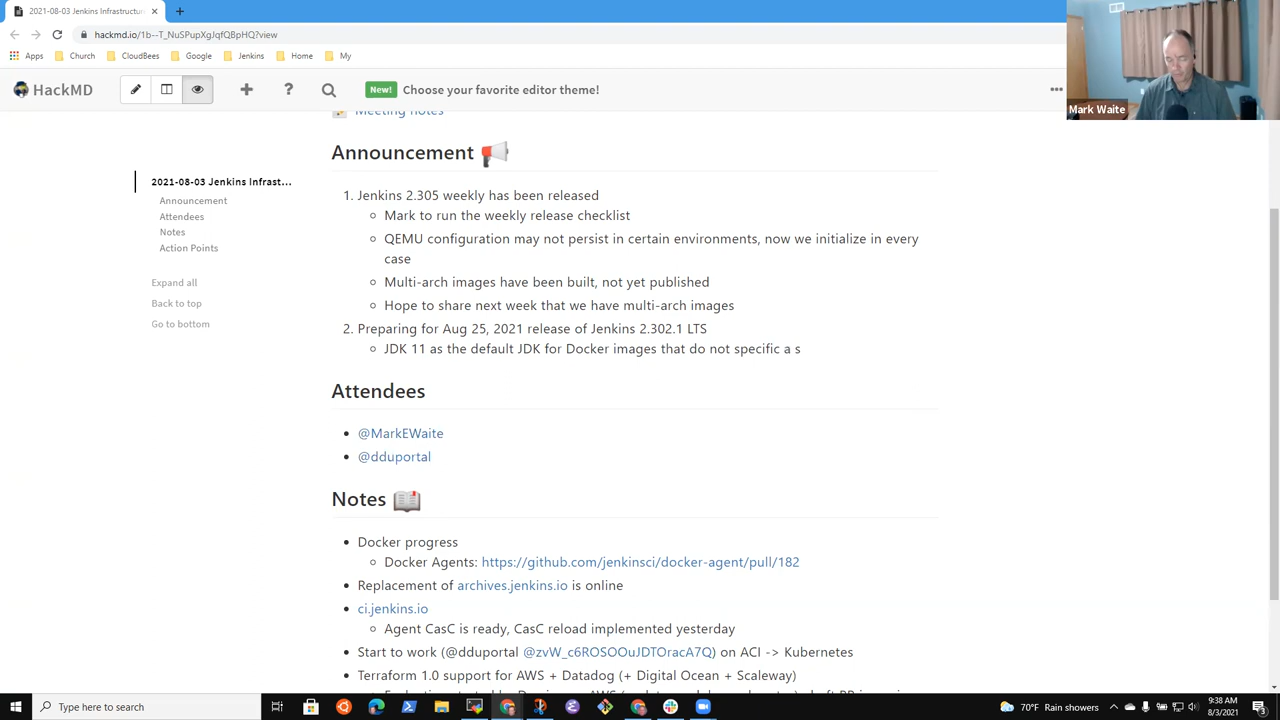 2021-08-03 Jenkins Infrastructur
hackmd.io/1b--T_NuSPupXgJqfQBpHQ?view
Apps
Church
CloudBees
Google
Jenkins
Home
My
HackMD
New!
Choose your favorite editor theme!
Mark Waite
Meeting notes
Announcement
1. Jenkins 2.305 weekly has been released
Mark to run the weekly release checklist
QEMU configuration may not persist in certain environments, now we initialize in every
case
Multi-arch images have been built, not yet published
Hope to share next week that we have multi-arch images
2. Preparing for Aug 25, 2021 release of Jenkins 2.302.1 LTS
JDK 11 as the default JDK for Docker images that do not specific a s
2021-08-03 Jenkins Infrast...
Announcement
Attendees
Notes
Action Points
Expand all
Back to top
Go to bottom
Attendees
@MarkEWaite
@dduportal
Notes
Docker progress
Docker Agents: https://github.com/jenkinsci/docker-agent/pull/182
Replacement of archives.jenkins.io is online
ci.jenkins.io
Agent CasC is ready, CasC reload implemented yesterday
Start to work (@dduportal @zvW_c6ROSOOuJDTOracA7Q) on ACI -> Kubernetes
Terraform 1.0 support for AWS + Datadog (+ Digital Ocean + Scaleway)
Type here to search
70°F Rain showers
9:38 AM
8/3/2021